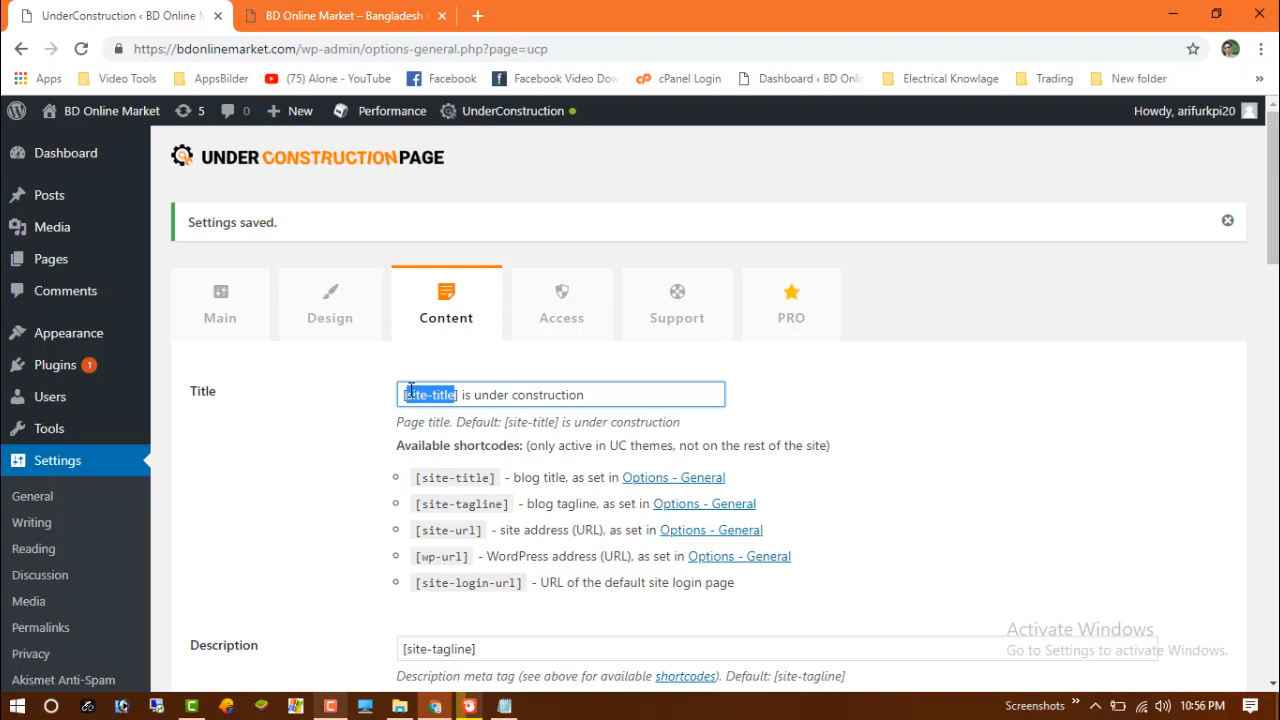 UnderConstruction ‹ BD Online M
BD Online Market – Bangladesh
https://bdonlinemarket.com/wp-admin/options-general.php?page=ucp
Apps
Video Tools
AppsBilder
(75) Alone - YouTube
Facebook
Facebook Video Dow
cPanel Login
Dashboard ‹ BD Onli
Electrical Knowlage
Trading
New folder
»
BD Online Market
5
0
New
Performance
UnderConstruction
Howdy, arifurkpi20
Dashboard
Posts
Media
Pages
Comments
Appearance
Plugins 1
Users
Tools
Settings
General
Writing
Reading
Discussion
Media
Permalinks
Privacy
Akismet Anti-Spam
UNDERCONSTRUCTIONPAGE
Settings saved.
Main
Design
Content
Access
Support
PRO
Title
[site-title] is under construction
Page title. Default: [site-title] is under construction
Available shortcodes: (only active in UC themes, not on the rest of the site)
[site-title] - blog title, as set in Options - General
[site-tagline] - blog tagline, as set in Options - General
[site-url] - site address (URL), as set in Options - General
[wp-url] - WordPress address (URL), as set in Options - General
[site-login-url] - URL of the default site login page
Description
[site-tagline]
Description meta tag (see above for available shortcodes). Default: [site-tagline]
Activate Windows
Go to Settings to activate Windows.
Screenshots
»
10:56 PM